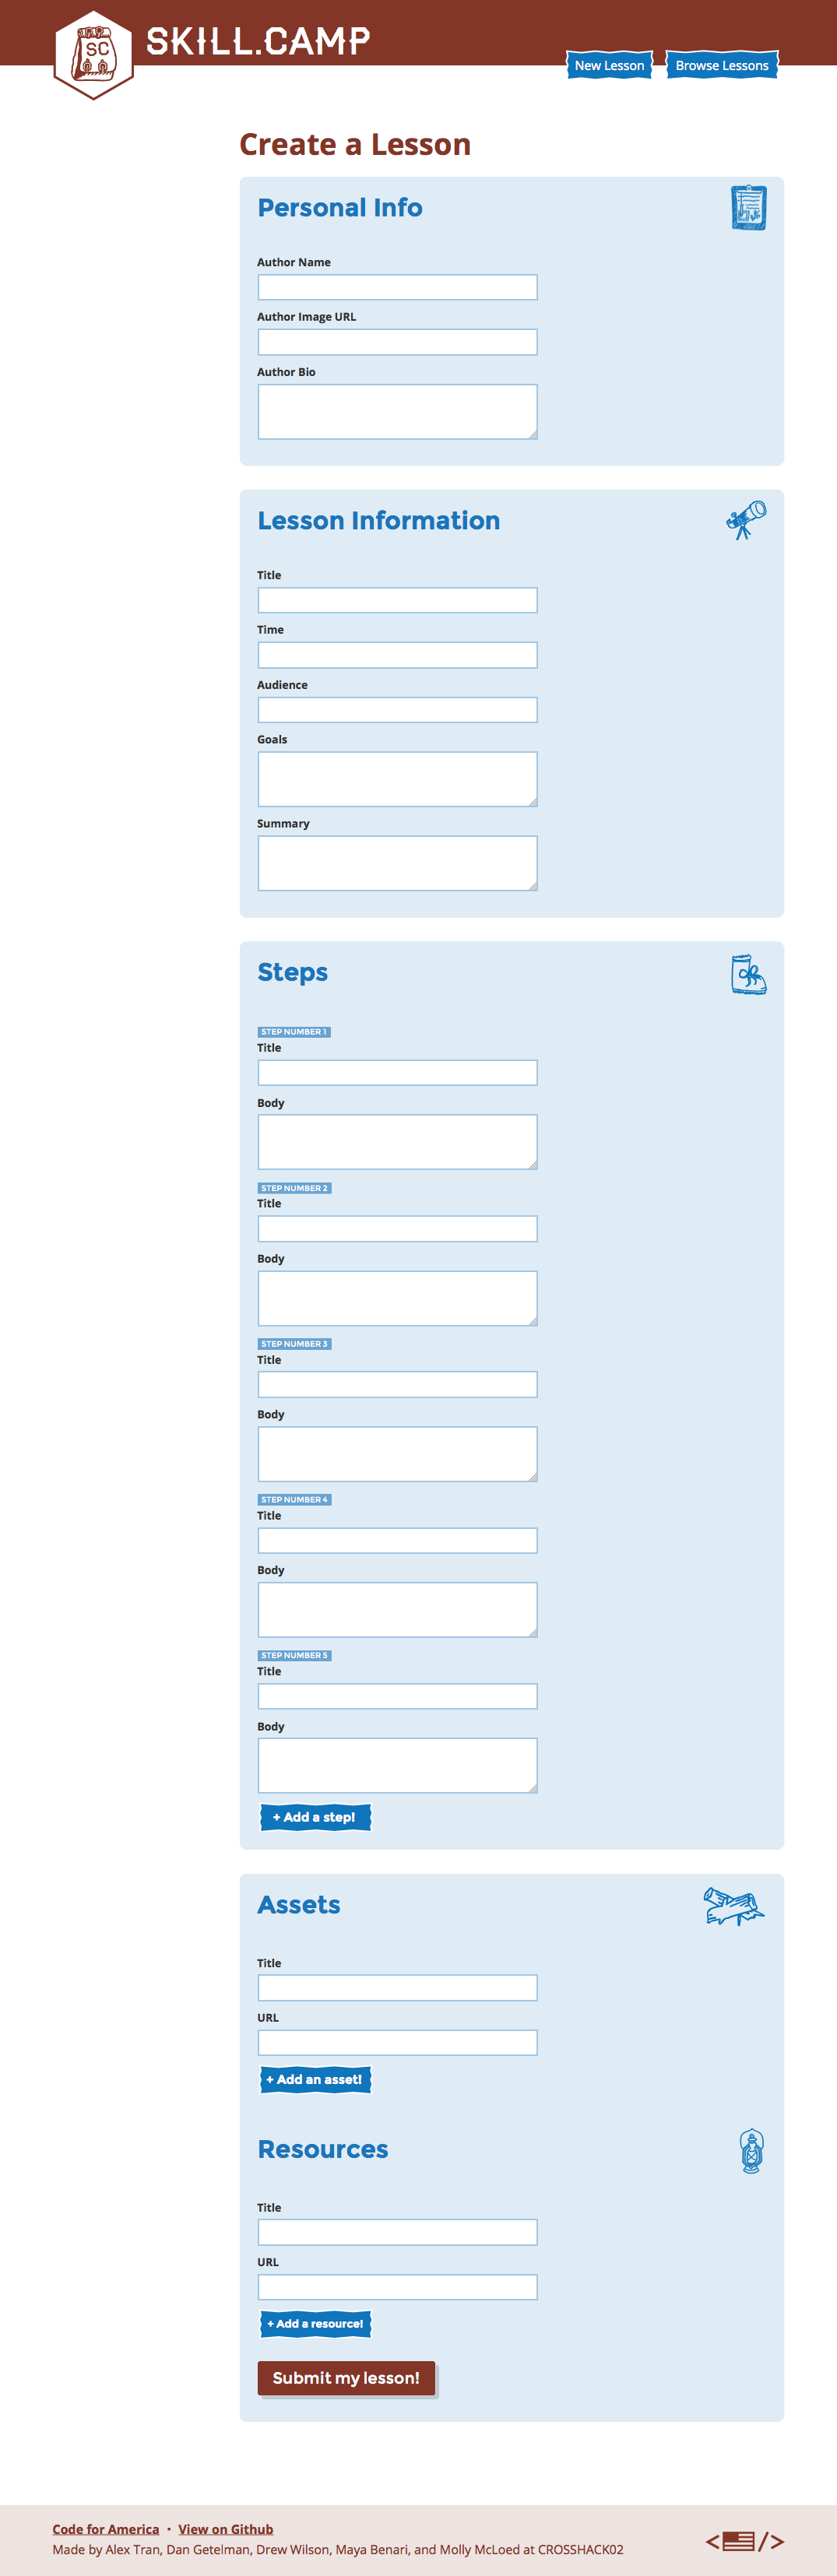 SC
SKILL.CAMP
New Lesson
Browse Lessons
Create a Lesson
Personal Info
Author Name
Author Image URL
Author Bio
Lesson Information
Title
Time
Audience
Goals
Summary
Steps
STEP NUMBER 1
Title
Body
STEP NUMBER 2
Title
Body
STEP NUMBER 3
Title
Body
STEP NUMBER 4
Title
Body
STEP NUMBER 5
Title
Body
+ Add a step!
Assets
Title
URL
+ Add an asset!
Resources
Title
URL
+ Add a resource!
Submit my lesson!
Code for America • View on Github
Made by Alex Tran, Dan Getelman, Drew Wilson, Maya Benari, and Molly McLoed at CROSSHACK02